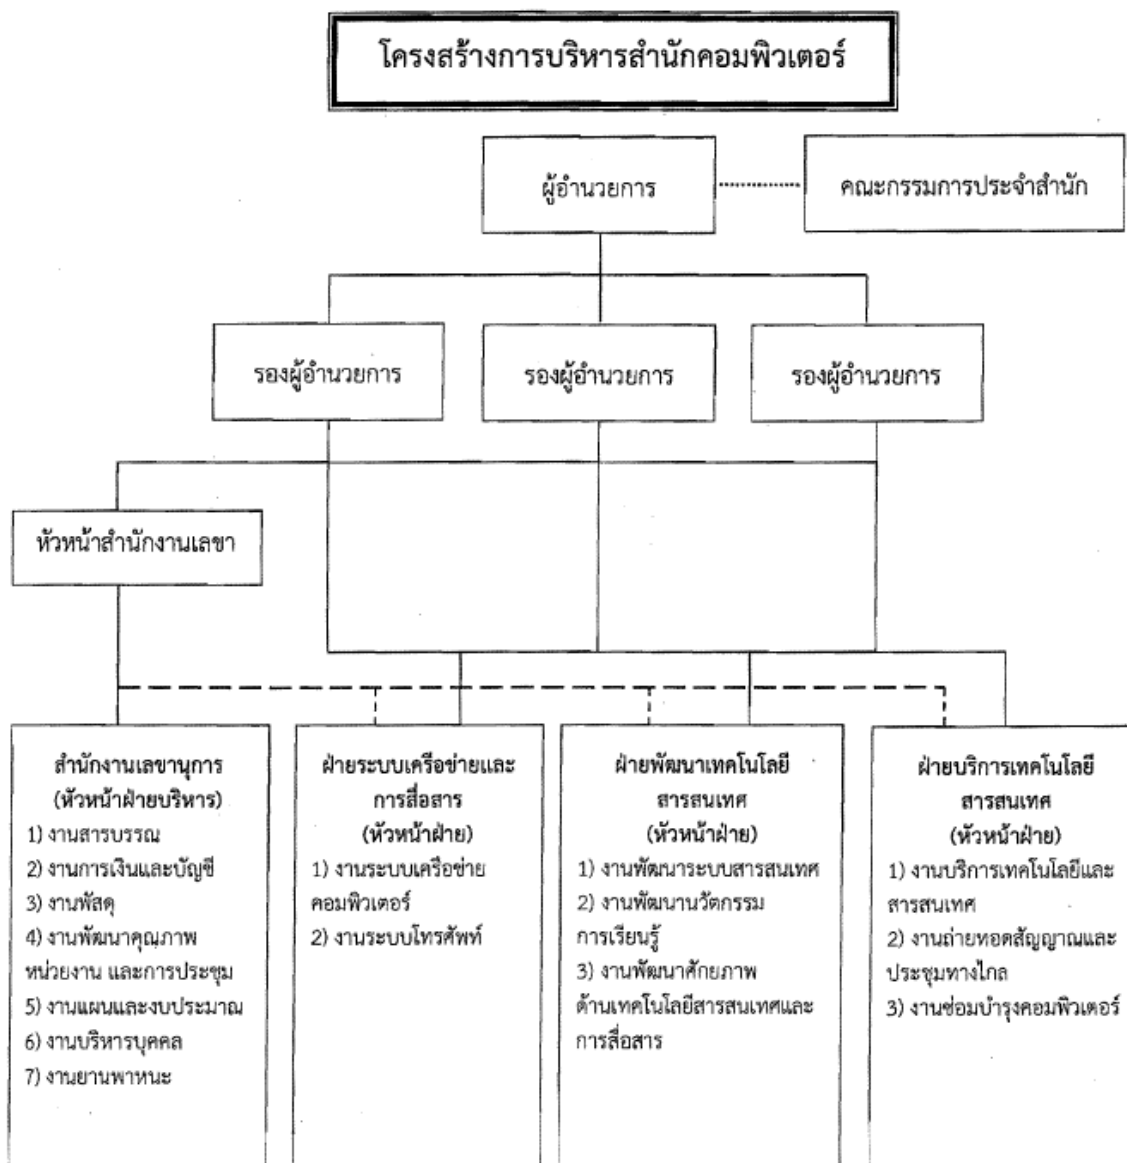 โครงสร้างการบริหารสำนักคอมพิวเตอร์
ผู้อำนวยการ
คณะกรรมการประจำสำนัก
รองผู้อำนวยการ
รองผู้อำนวยการ
รองผู้อำนวยการ
หัวหน้าสำนักงานเลขา
สำนักงานเลขานุการ
(หัวหน้าฝ่ายบริหาร)
1) งานสารบรรณ
2) งานการเงินและบัญชี
3) งานพัสดุ
4) งานพัฒนาคุณภาพ
หน่วยงาน และการประชุม
5) งานแผนและงบประมาณ
6) งานบริหารบุคคล
7) งานยานพาหนะ
ฝ่ายระบบเครือข่ายและ
การสื่อสาร
(หัวหน้าฝ่าย)
1) งานระบบเครือข่าย
คอมพิวเตอร์
2) งานระบบโทรศัพท์
ฝ่ายพัฒนาเทคโนโลยี
สารสนเทศ
(หัวหน้าฝ่าย)
1) งานพัฒนาระบบสารสนเทศ
2) งานพัฒนานวัตกรรม
การเรียนรู้
3) งานพัฒนาศักยภาพ
ด้านเทคโนโลยีสารสนเทศและ
การสื่อสาร
ฝ่ายบริการเทคโนโลยี
สารสนเทศ
(หัวหน้าฝ่าย)
1) งานบริการเทคโนโลยีและ
สารสนเทศ
2) งานถ่ายทอดสัญญาณและ
ประชุมทางไกล
3) งานซ่อมบำรุงคอมพิวเตอร์